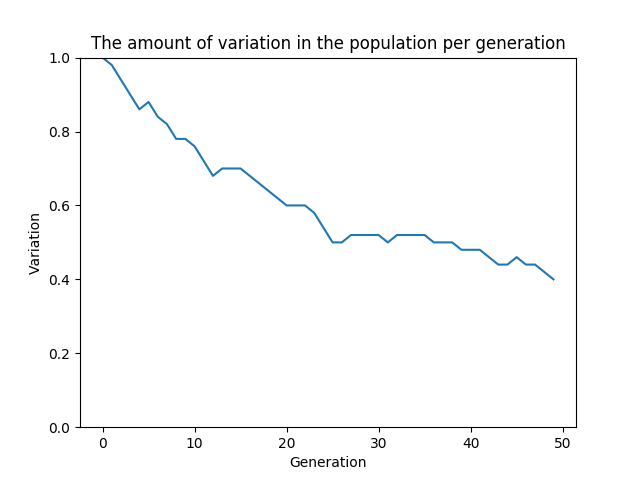 The amount of variation in the population per generation
1.0
0.8
0.6
0.4
0.2
0.0
Variation
0 10 20 30 40 50
Generation